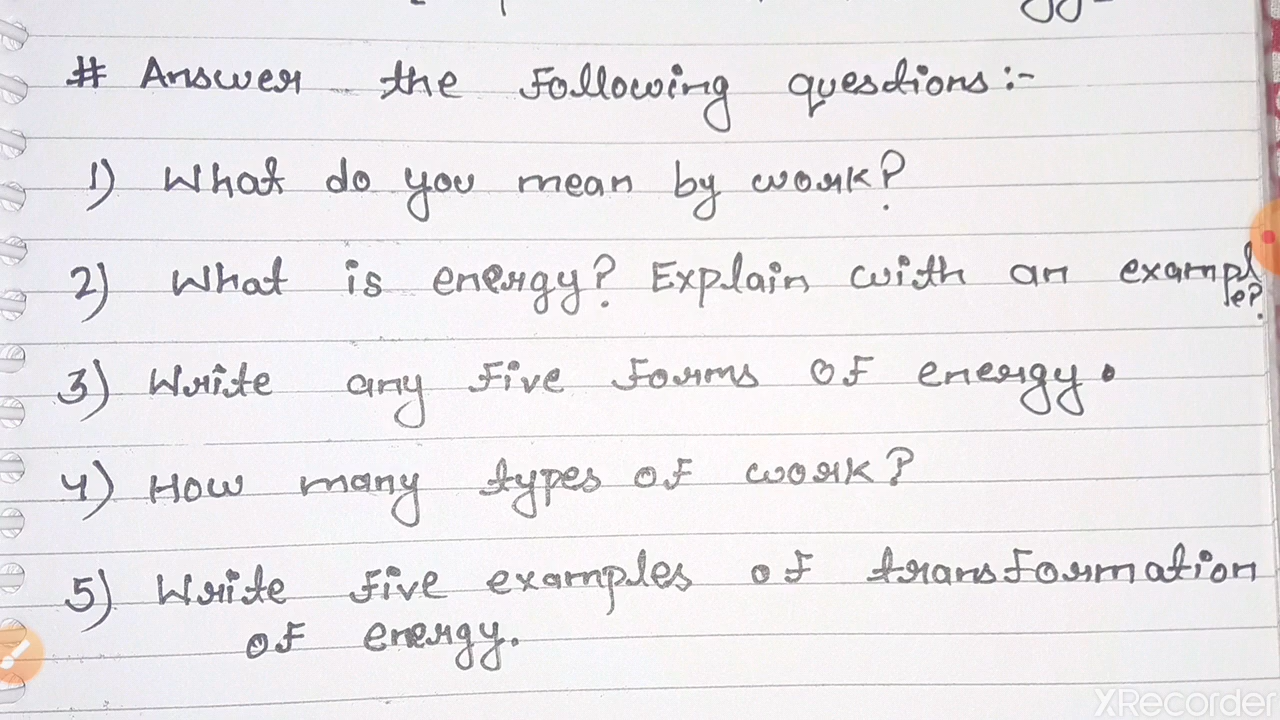 # Answer the following questions:-
1) What do you mean by work?
2) What is energy? Explain with an exampl
e?
3) Write any five forms of energy.
4) How many types of work?
5) Write five examples of transformation
of energy.
XRecorder